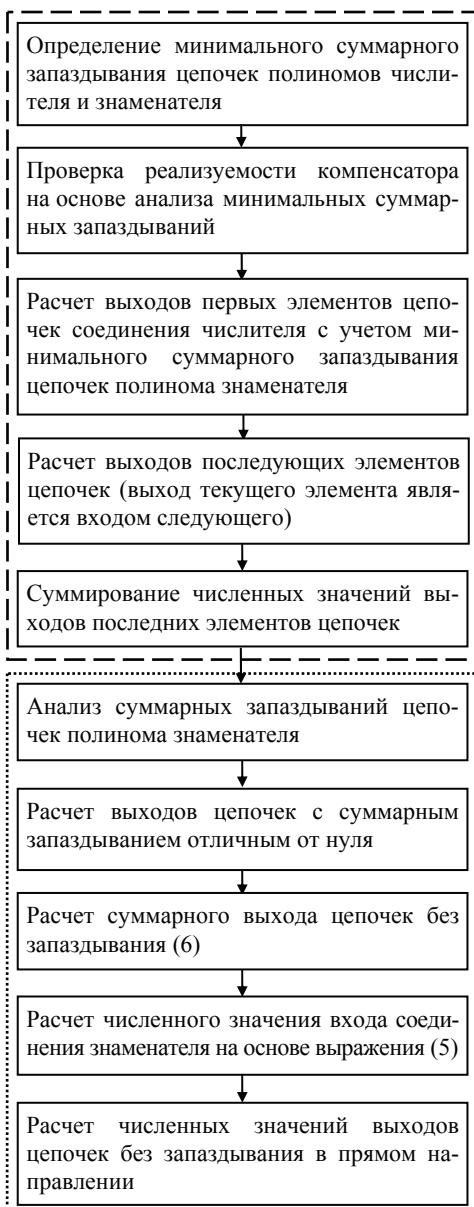 Определение минимального суммарного
запаздывания цепочек полиномов числи-
теля и знаменателя
Проверка реализуемости компенсатора
на основе анализа минимальных суммар-
ных запаздываний
Расчет выходов первых элементов цепо-
чек соединения числителя с учетом ми-
нимального суммарного запаздывания
цепочек полинома знаменателя
Расчет выходов последующих элементов
цепочек (выход текущего элемента явля-
ется входом следующего)
Суммирование численных значений вы-
ходов последних элементов цепочек
Анализ суммарных запаздываний цепо-
чек полинома знаменателя
Расчет выходов цепочек с суммарным
запаздыванием отличным от нуля
Расчет суммарного выхода цепочек без
запаздывания (6)
Расчет численного значения входа соеди-
нения знаменателя на основе выражения (5)
Расчет численных значений выходов
цепочек без запаздывания в прямом на-
правлении